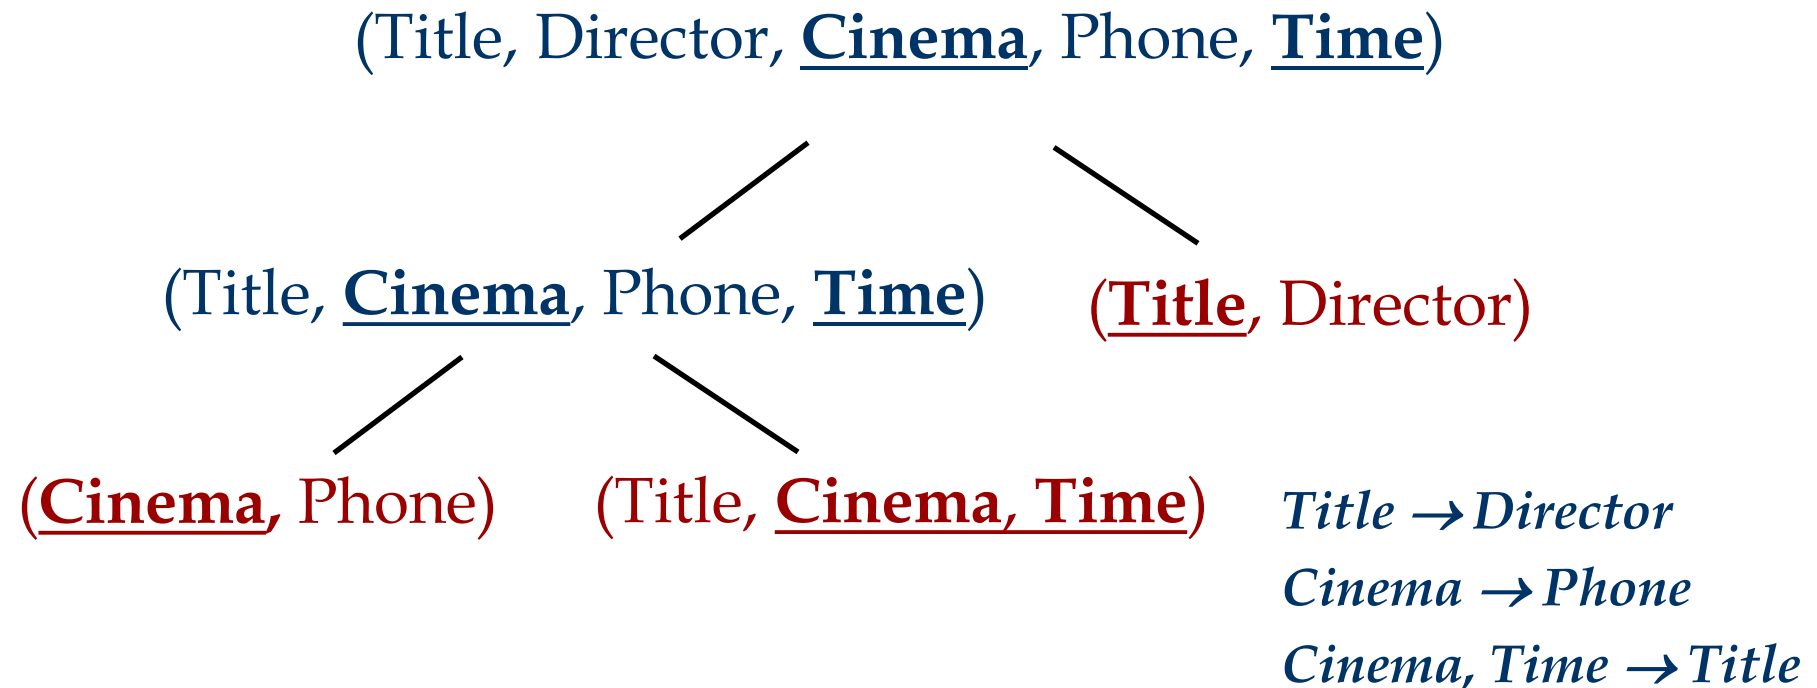 (Title, Director, Cinema, Phone, Time)
(Title, Cinema, Phone, Time)
(Title, Director)
(Cinema, Phone)
(Title, Cinema, Time)
Title → Director
Cinema → Phone
Cinema, Time → Title